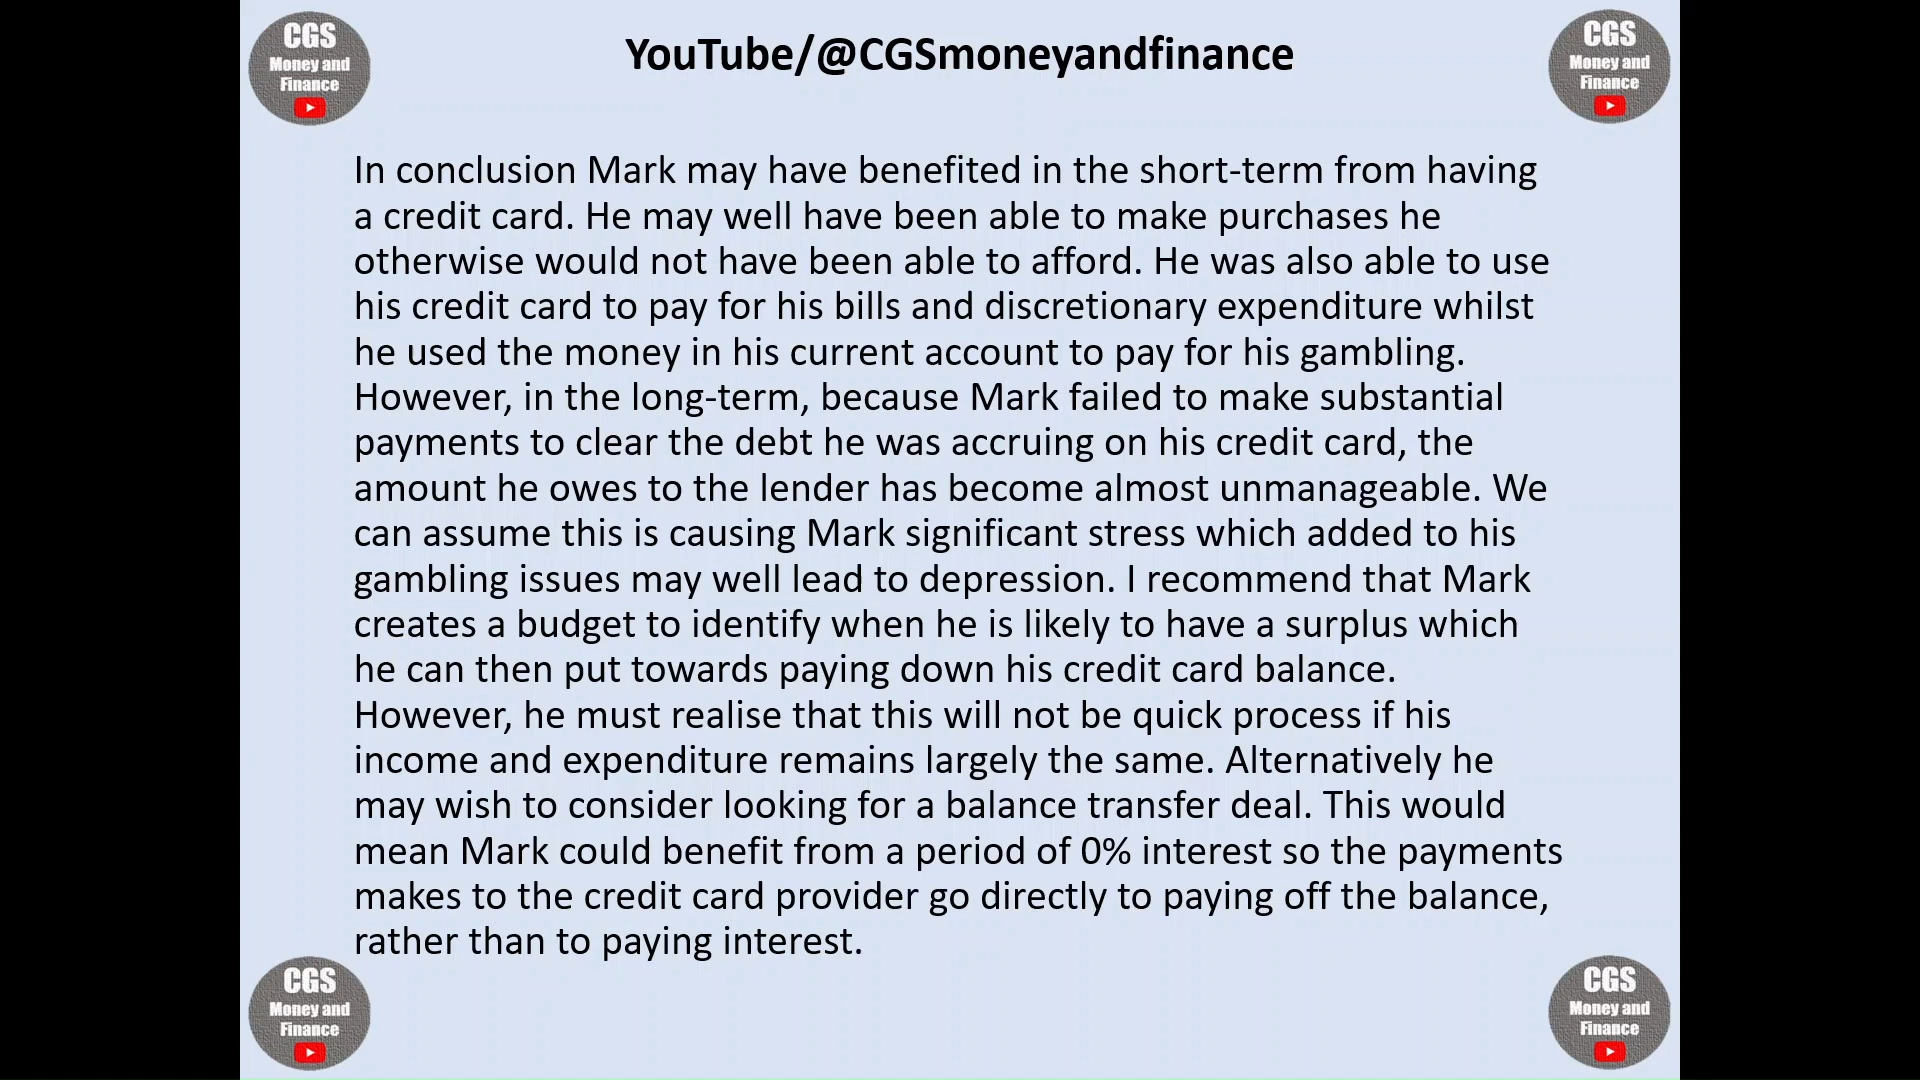 CGS
Money and
Finance
YouTube/@CGSmoneyandfinance
CGS
Money and
Finance
In conclusion Mark may have benefited in the short-term from having
a credit card. He may well have been able to make purchases he
otherwise would not have been able to afford. He was also able to use
his credit card to pay for his bills and discretionary expenditure whilst
he used the money in his current account to pay for his gambling.
However, in the long-term, because Mark failed to make substantial
payments to clear the debt he was accruing on his credit card, the
amount he owes to the lender has become almost unmanageable. We
can assume this is causing Mark significant stress which added to his
gambling issues may well lead to depression. I recommend that Mark
creates a budget to identify when he is likely to have a surplus which
he can then put towards paying down his credit card balance.
However, he must realise that this will not be quick process if his
income and expenditure remains largely the same. Alternatively he
may wish to consider looking for a balance transfer deal. This would
mean Mark could benefit from a period of 0% interest so the payments
makes to the credit card provider go directly to paying off the balance,
rather than to paying interest.
CGS
Money and
Finance
CGS
Money and
Finance